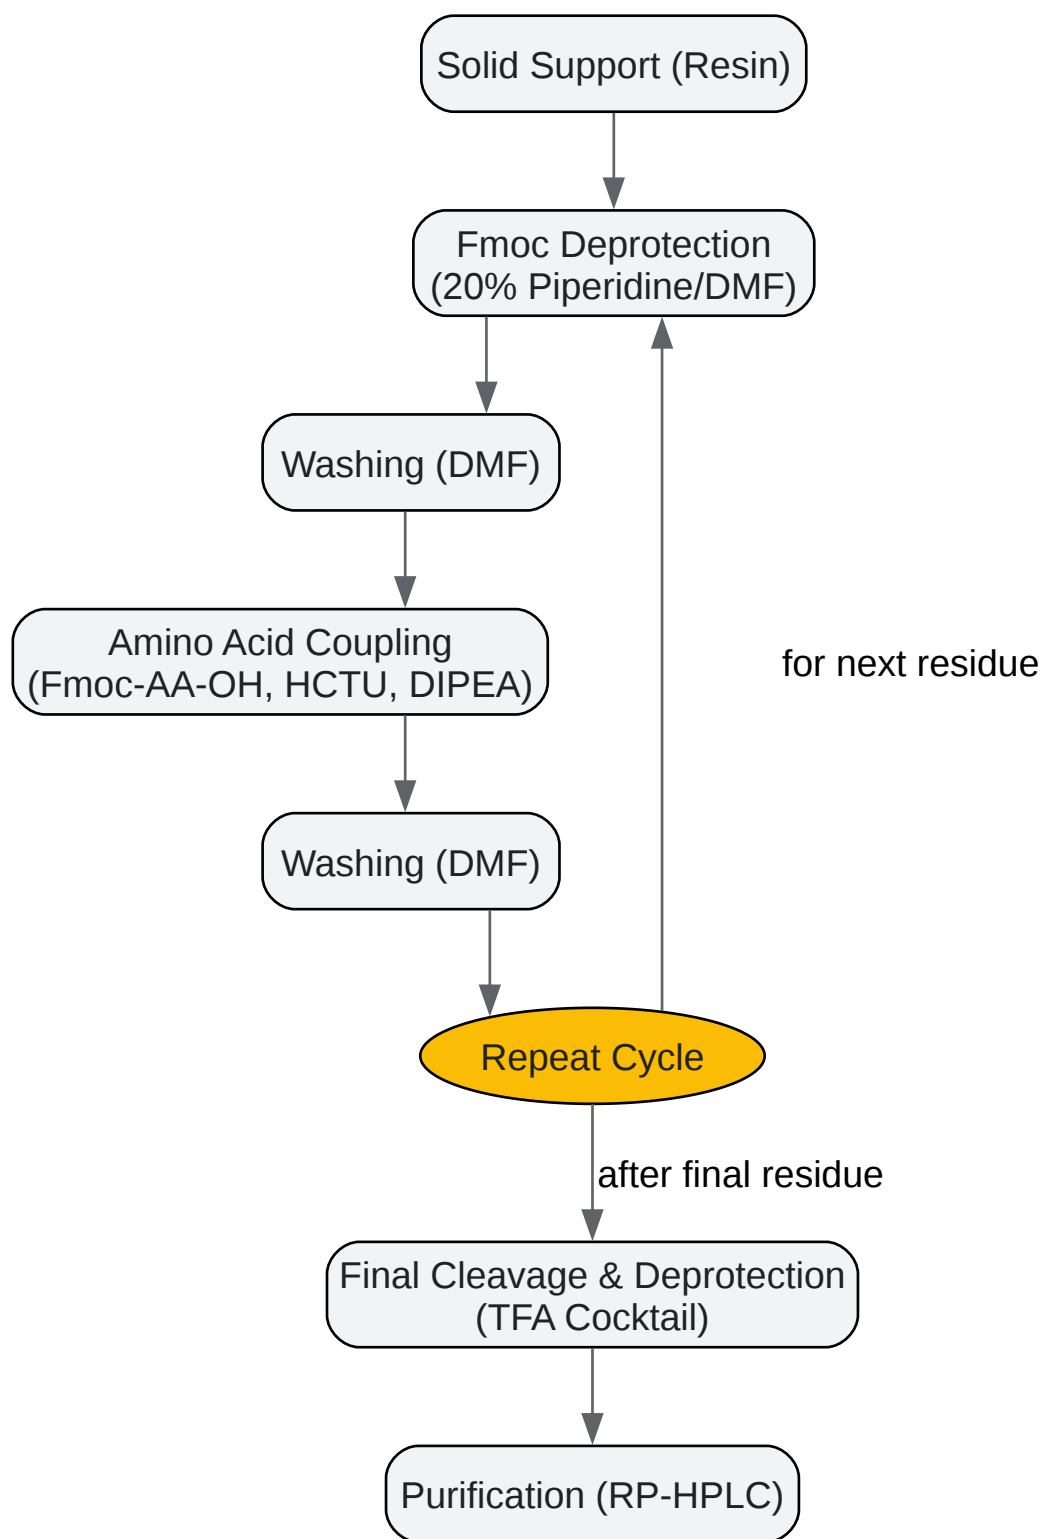 Solid Support (Resin)
Fmoc Deprotection
(20% Piperidine/DMF)
Washing (DMF)
Amino Acid Coupling
(Fmoc-AA-OH, HCTU, DIPEA)
for next residue
Washing (DMF)
Repeat Cycle
after final residue
Final Cleavage & Deprotection
(TFA Cocktail)
Purification (RP-HPLC)